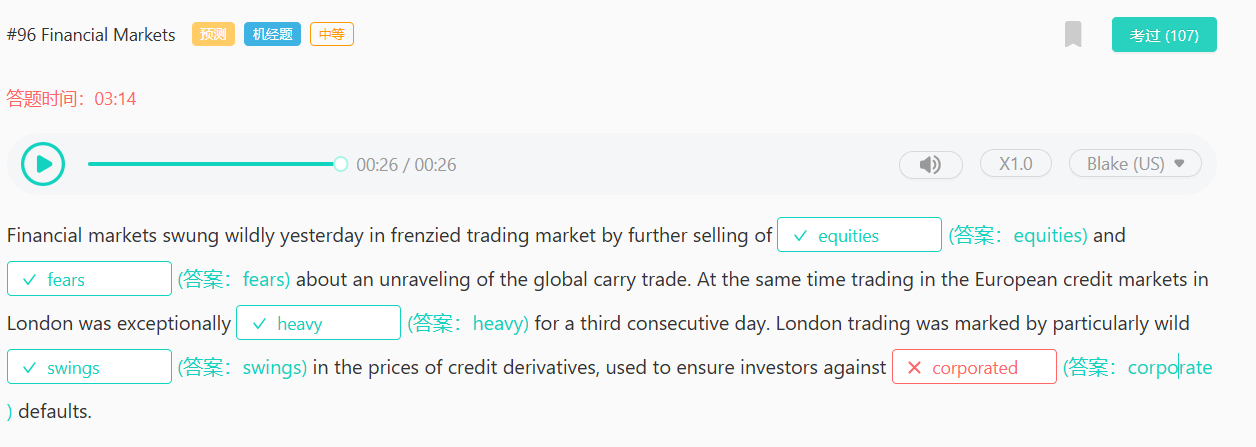 #96 Financial Markets 预测 机经题 中等 考过 (107)
答题时间：03:14
00:26 / 00:26 X1.0 Blake (US)
Financial markets swung wildly yesterday in frenzied trading market by further selling of equities (答案：equities) and
fears (答案：fears) about an unraveling of the global carry trade. At the same time trading in the European credit markets in
London was exceptionally heavy (答案：heavy) for a third consecutive day. London trading was marked by particularly wild
swings (答案：swings) in the prices of credit derivatives, used to ensure investors against corporated (答案：corporate
) defaults.